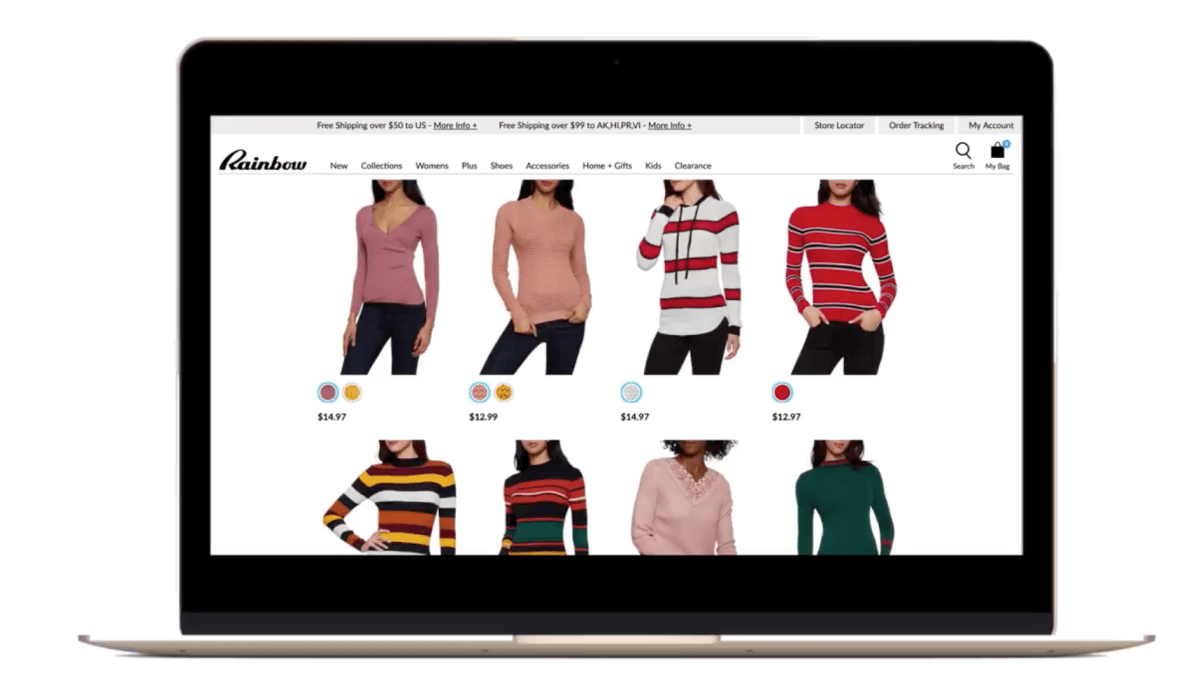 Free Shipping over $50 to US - More Info + Free Shipping over $99 to AK,HI,PR,VI - More Info + Store Locator Order Tracking My Account
Rainbow New Collections Womens Plus Shoes Accessories Home + Gifts Kids Clearance Search My Bag 0
$14.97 $12.99 $14.97 $12.97